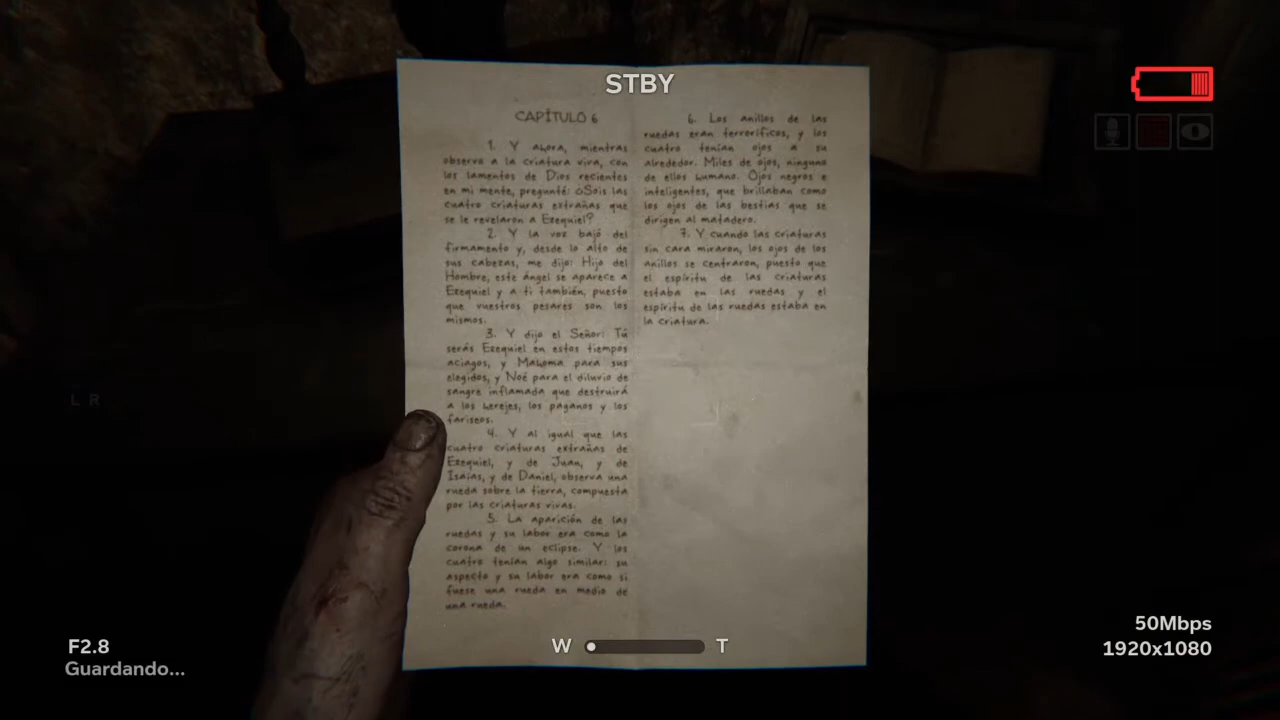 STBY
CAPÍTULO 6
1. Y ahora, mientras
observo a la criatura viva, con
los lamentos de Dios recientes
en mi mente, pregunté: ¿Sois las
cuatro criaturas extrañas que
se le revelaron a Ezequiel?
2. Y la voz bajó del
firmamento y, desde lo alto de
sus cabezas, me dijo: Hijo del
Hombre, este ángel se aparece a
Ezequiel y a ti también, puesto
que vuestros pesares son los
mismos.
3. Y dijo el Señor: Tú
serás Ezequiel en estos tiempos
aciagos, y Mahoma para sus
elegidos, y Noé para el diluvio de
sangre inflamada que destruirá
a los herejes, los paganos y los
fariseos.
4. Y al igual que las
cuatro criaturas extrañas de
Ezequiel, y de Juan, y de
Isaías, y de Daniel, observa una
rueda sobre la tierra, compuesta
por las criaturas vivas.
5. La aparición de las
ruedas y su labor era como la
corona de un eclipse. Y los
cuatro tenían algo similar: su
aspecto y su labor era como si
fuese una rueda en medio de
una rueda.
6. Los anillos de las
ruedas eran terroríficos, y los
cuatro tenían ojos a su
alrededor. Miles de ojos, ninguno
de ellos humano. Ojos negros e
inteligentes, que brillaban como
los ojos de las bestias que se
dirigen al matadero.
7. Y cuando las criaturas
sin cara miraron, los ojos de los
anillos se centraron, puesto que
el espíritu de las criaturas
estaba en las ruedas y el
espíritu de las ruedas estaba en
la criatura.
L R
F2.8
Guardando...
W T
50Mbps
1920x1080